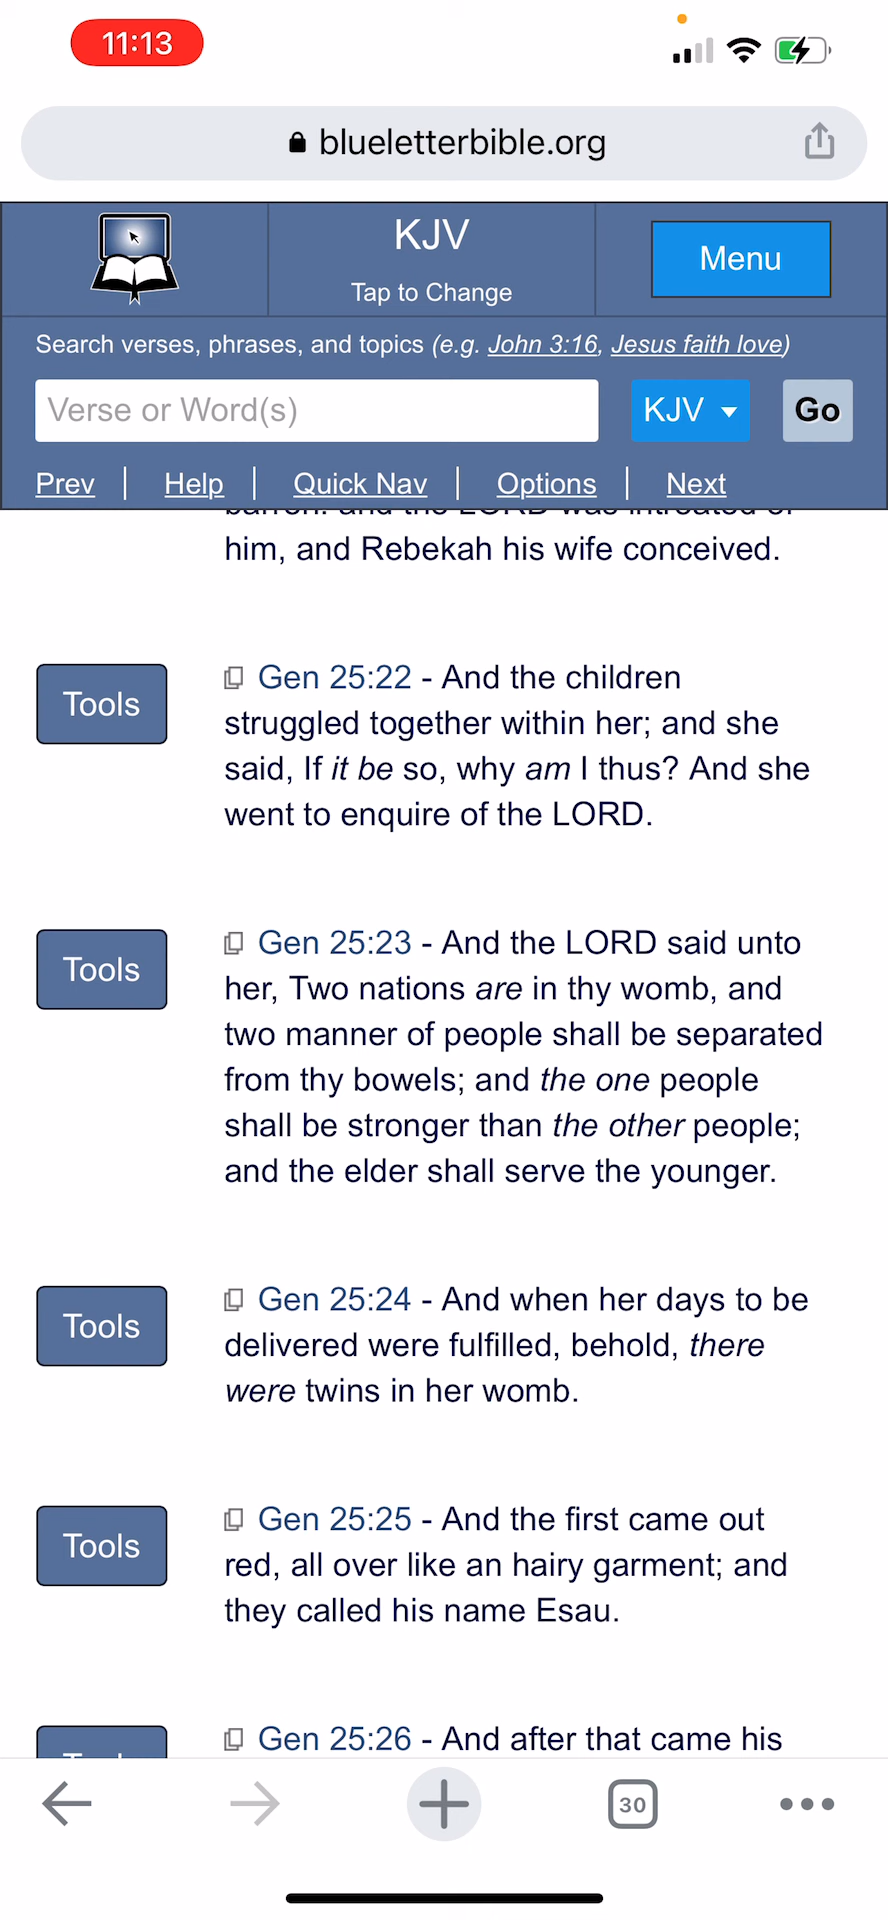 11:13
blueletterbible.org
KJV
Tap to Change
Menu
Search verses, phrases, and topics (e.g. John 3:16, Jesus faith love)
Verse or Word(s)
KJV
Go
Prev | Help | Quick Nav | Options | Next
him, and Rebekah his wife conceived.
Tools
Gen 25:22 - And the children
struggled together within her; and she
said, If it be so, why am I thus? And she
went to enquire of the LORD.
Tools
Gen 25:23 - And the LORD said unto
her, Two nations are in thy womb, and
two manner of people shall be separated
from thy bowels; and the one people
shall be stronger than the other people;
and the elder shall serve the younger.
Tools
Gen 25:24 - And when her days to be
delivered were fulfilled, behold, there
were twins in her womb.
Tools
Gen 25:25 - And the first came out
red, all over like an hairy garment; and
they called his name Esau.
Gen 25:26 - And after that came his
30